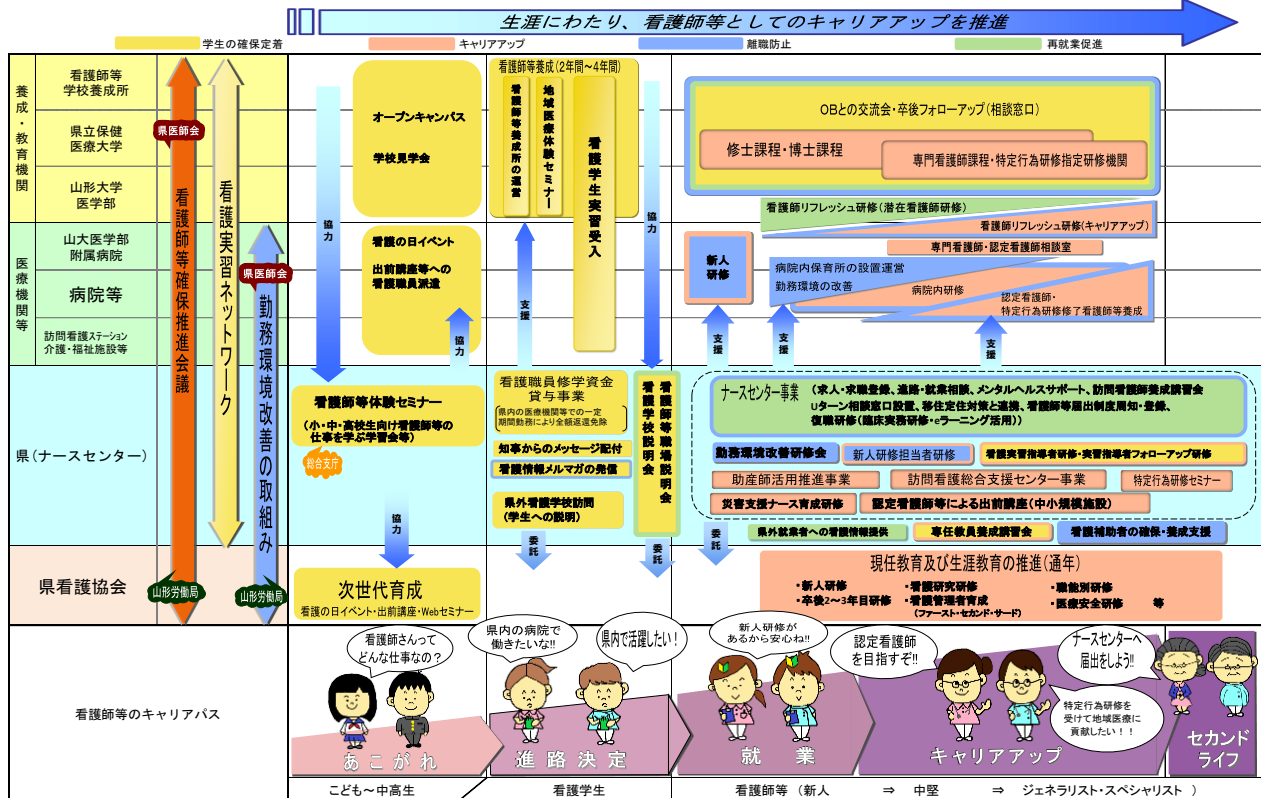 生涯にわたり、看護師等としてのキャリアアップを推進
学生の確保定着
キャリアアップ
離職防止
再就業促進
養成・教育機関
看護師等
学校養成所
県立保健
医療大学
山形大学
医学部
医療機関等
山大医学部
附属病院
病院等
訪問看護ステーション
介護・福祉施設等
県(ナースセンター)
県看護協会
看護師等のキャリアパス
県医師会
看護師等確保推進会議
山形労働局
看護実習ネットワーク
県医師会
勤務環境改善の取組み
山形労働局
協力
オープンキャンパス
学校見学会
看護の日イベント
出前講座等への
看護職員派遣
協力
看護師等体験セミナー
(小・中・高校生向け看護師等の
仕事を学ぶ学習会等)
総合支庁
協力
次世代育成
看護の日イベント・出前講座・Webセミナー
看護師等養成(2年間~4年間)
看護師等養成所の運営
地域医療体験セミナー
看護学生実習受入
支援
看護職員修学資金
貸与事業
県内の医療機関等での一定
期間勤務により全額返還免除
知事からのメッセージ配付
看護情報メルマガの発信
県外看護学校訪問
(学生への説明)
委託
協力
看護師等職場説明会
看護学校説明会
委託
OBとの交流会・卒後フォローアップ(相談窓口)
修士課程・博士課程
専門看護師課程・特定行為研修指定研修機関
看護師リフレッシュ研修(潜在看護師研修)
看護師リフレッシュ研修(キャリアアップ)
専門看護師・認定看護師相談室
新人
研修
病院内保育所の設置運営
勤務環境の改善
病院内研修
認定看護師・
特定行為研修修了看護師等養成
支援
支援
支援
ナースセンター事業
(求人・求職登録、進路・就業相談、メンタルヘルスサポート、訪問看護師養成講習会
Uターン相談窓口設置、移住定住対策と連携、看護師等届出制度周知・登録、
復職研修(臨床実務研修・eラーニング活用))
勤務環境改善研修会
新人研修担当者研修
看護実習指導者研修・実習指導者フォローアップ研修
助産師活用推進事業
訪問看護総合支援センター事業
特定行為研修セミナー
災害支援ナース育成研修
認定看護師等による出前講座(中小規模施設)
委託
県外就業者への看護情報提供
専任教員養成講習会
看護補助者の確保・養成支援
現任教育及び生涯教育の推進(通年)
・新人研修
・卒後2~3年目研修
・看護研究研修
・看護管理者育成
(ファースト・セカンド・サード)
・職能別研修
・医療安全研修 等
看護師さんって
どんな仕事なの?
県内の病院で
働きたいな!!
県内で活躍したい!
新人研修が
あるから安心ね!!
認定看護師
を目指すぞ!!
特定行為研修を
受けて地域医療に
貢献したい!!
ナースセンターへ
届出をしよう!!
あこがれ
進路決定
就業
キャリアアップ
セカンド
ライフ
こども~中高生
看護学生
看護師等 (新人 ⇒ 中堅 ⇒ ジェネラリスト・スペシャリスト )